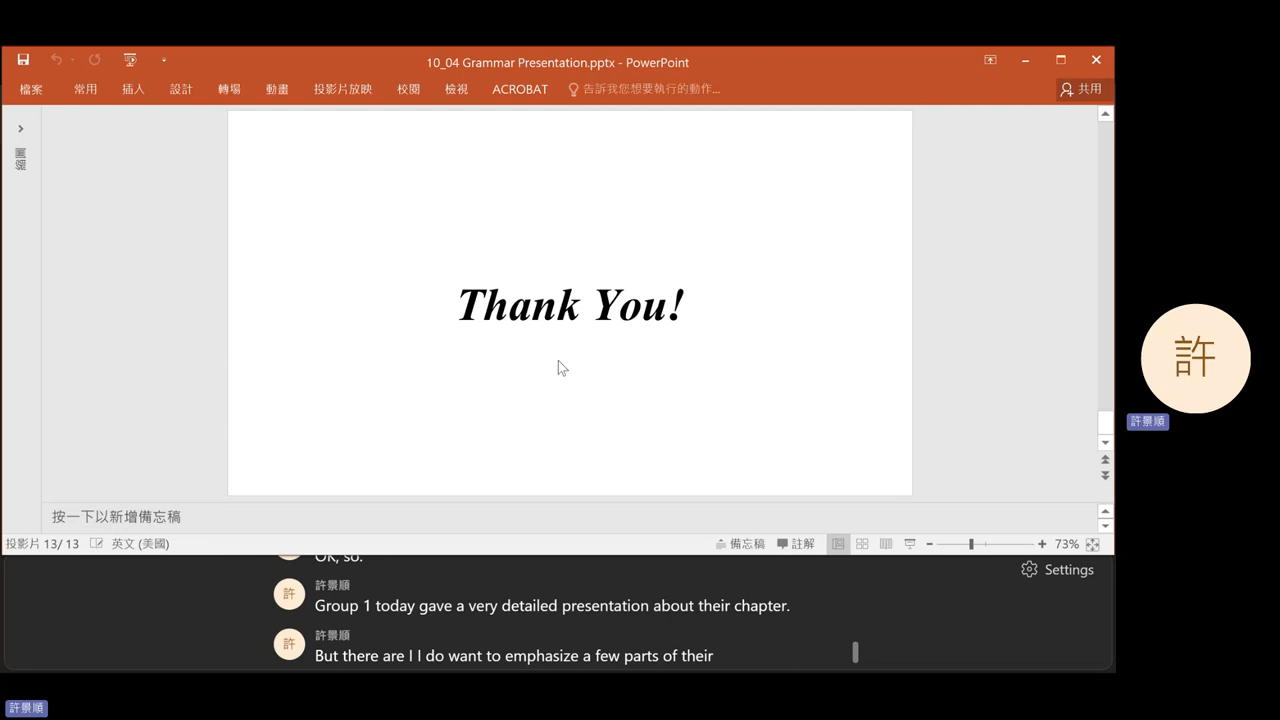 10_04 Grammar Presentation.pptx - PowerPoint
檔案 常用 插入 設計 轉場 動畫 投影片放映 校閱 檢視 ACROBAT 告訴我您想要執行的動作... 共用
圖
Thank You!
許
許景順
按一下以新增備忘稿
投影片 13/ 13 英文 (美國) 備忘稿 註解 73%
OK, so.
Settings
許 許景順
Group 1 today gave a very detailed presentation about their chapter.
許 許景順
But there are I I do want to emphasize a few parts of their
許景順